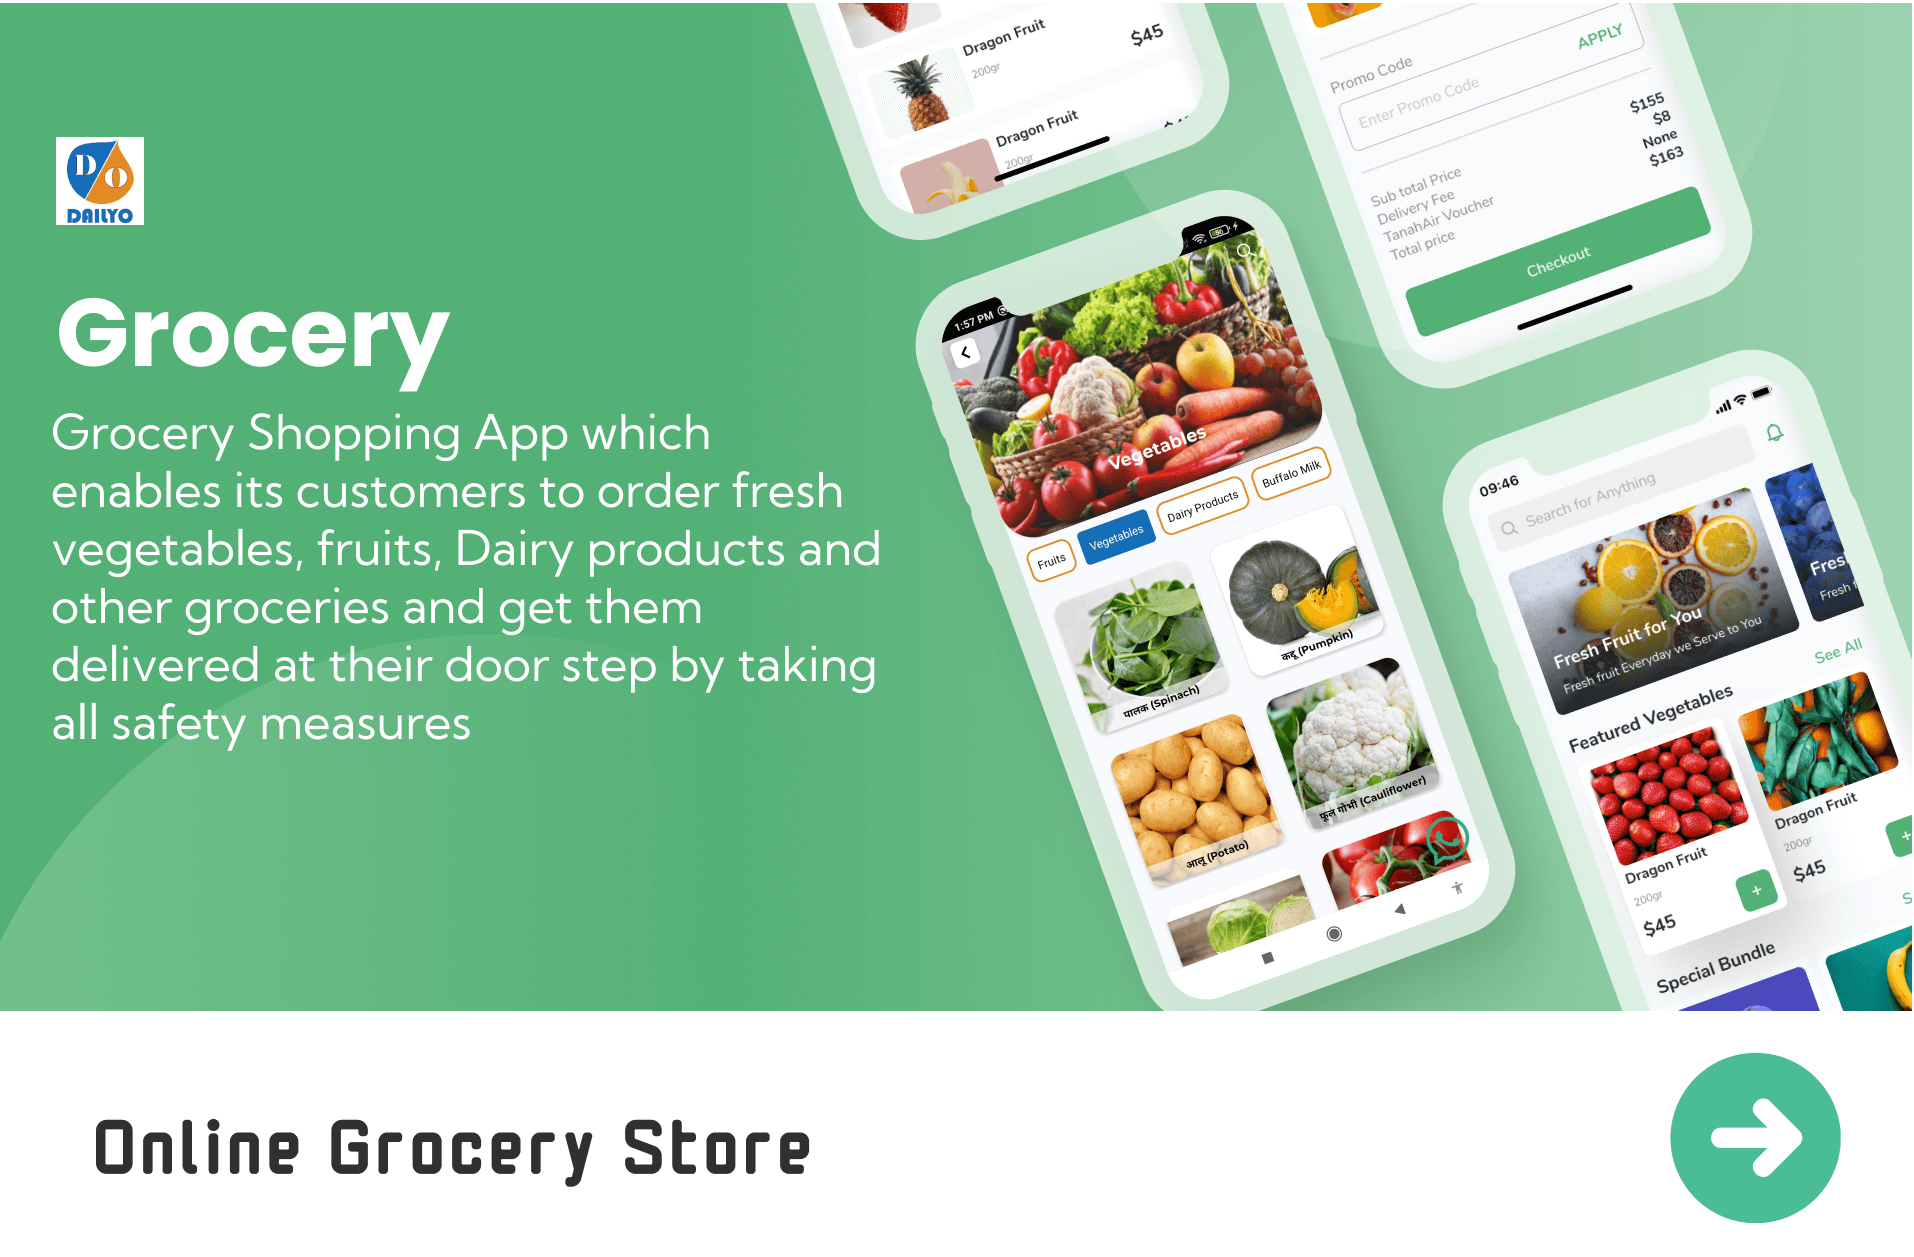 D
O
DAILYO
Grocery
Grocery Shopping App which
enables its customers to order fresh
vegetables, fruits, Dairy products and
other groceries and get them
delivered at their door step by taking
all safety measures
Dragon Fruit
200gr
$45
Dragon Fruit
200gr
APPLY
Promo Code
Enter Promo Code
$155
$8
None
$163
Sub total Price
Delivery Fee
TanahAir Voucher
Total price
Checkout
1:57 PM
Vegetables
Fruits
Vegetables
Dairy Products
Buffalo Milk
पालक (Spinach)
कद्दू (Pumpkin)
आलू (Potato)
फूल गोभी (Cauliflower)
09:46
Search for Anything
Fresh Fruit for You
Fresh fruit Everyday we Serve to You
See All
Featured Vegetables
Dragon Fruit
200gr
$45
+
Dragon Fruit
200gr
$45
+
Special Bundle
Online Grocery Store